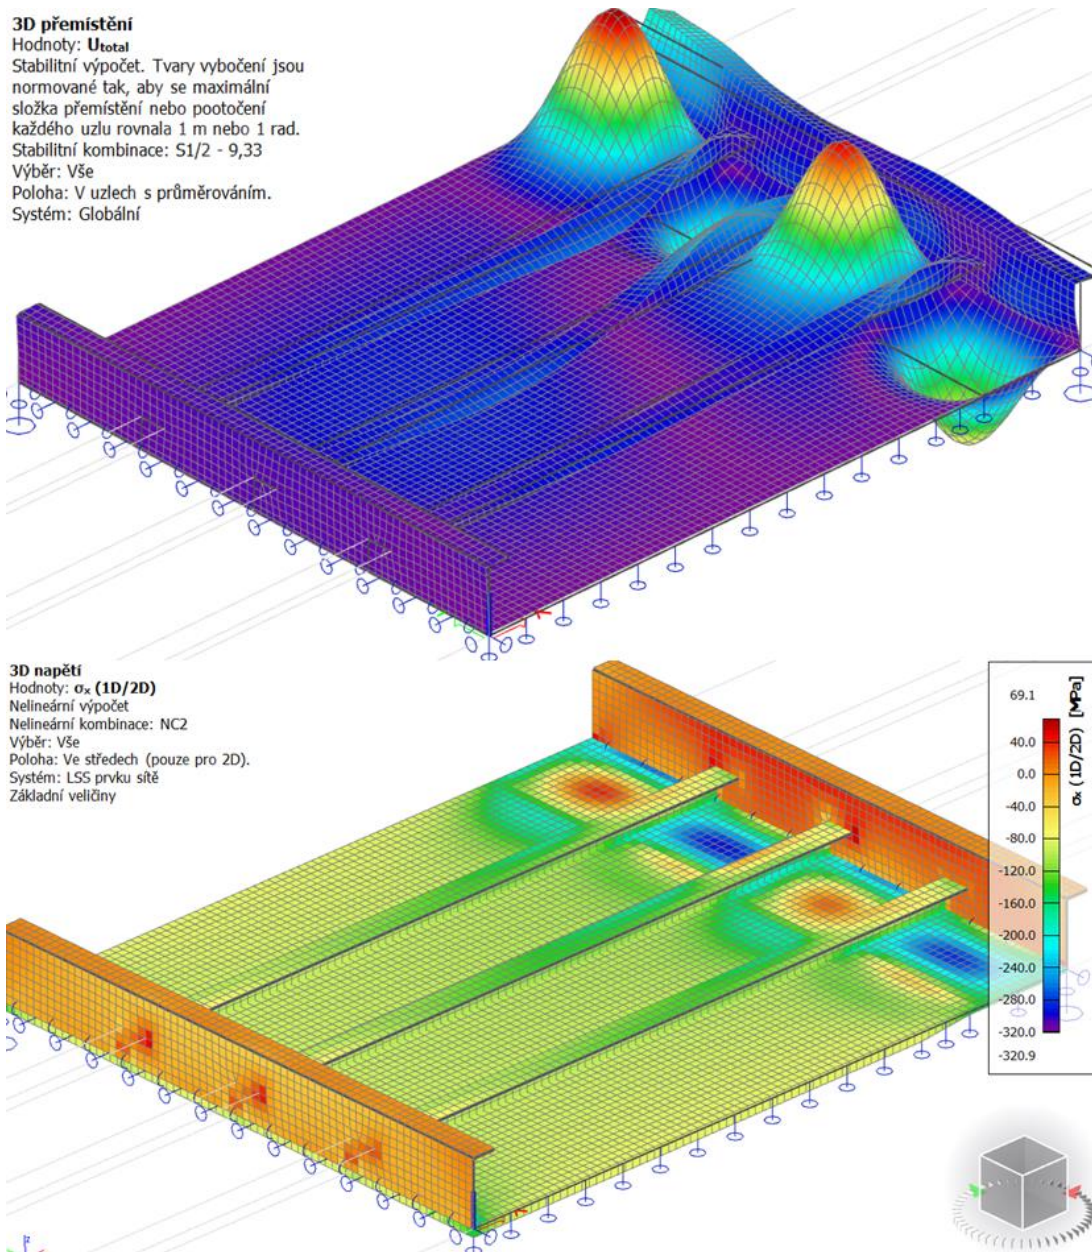 3D přemístění
Hodnoty: Utotal
Stabilitní výpočet. Tvary vybočení jsou
normované tak, aby se maximální
složka přemístění nebo pootočení
každého uzlu rovnala 1 m nebo 1 rad.
Stabilitní kombinace: S1/2 - 9,33
Výběr: Vše
Poloha: V uzlech s průměrováním.
Systém: Globální
3D napětí
Hodnoty: σx (1D/2D)
Nelineární výpočet
Nelineární kombinace: NC2
Výběr: Vše
Poloha: Ve středech (pouze pro 2D).
Systém: LSS prvku sítě
Základní veličiny
σx (1D/2D) [MPa]
69.1
40.0
0.0
-40.0
-80.0
-120.0
-160.0
-200.0
-240.0
-280.0
-320.0
-320.9
z